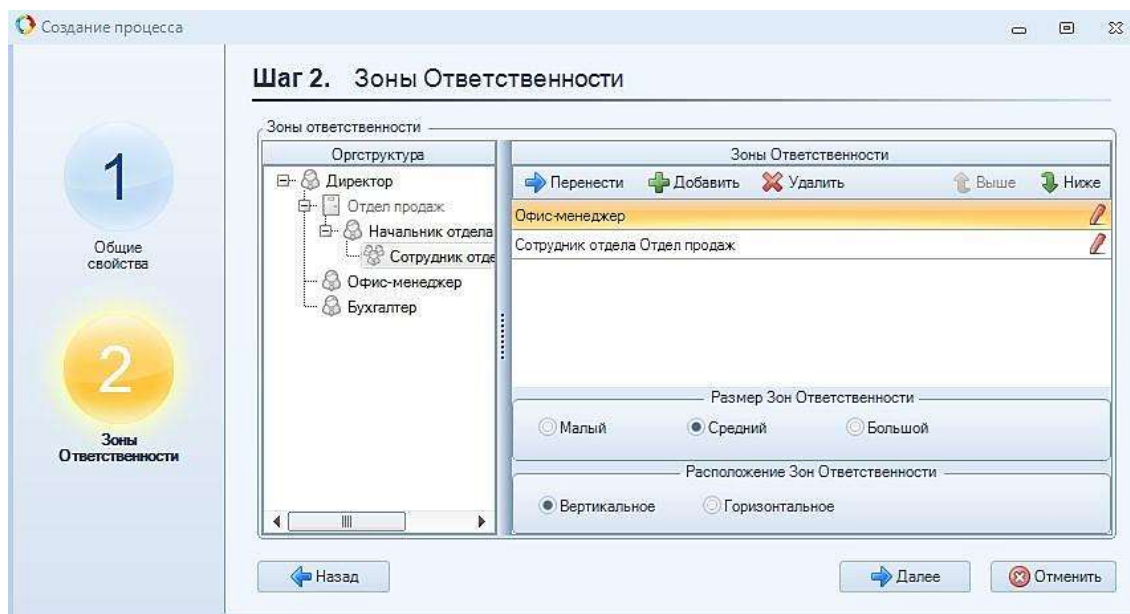 Создание процесса
Шаг 2. Зоны Ответственности
1
Общие
свойства
2
Зоны
Ответственности
Зоны ответственности
Оргструктура
Директор
Отдел продаж
Начальник отдела
Сотрудник отде
Офис-менеджер
Бухгалтер
Зоны Ответственности
Перенести Добавить Удалить Выше Ниже
Офис-менеджер
Сотрудник отдела Отдел продаж
Размер Зон Ответственности
Малый Средний Большой
Расположение Зон Ответственности
Вертикальное Горизонтальное
Назад Далее Отменить